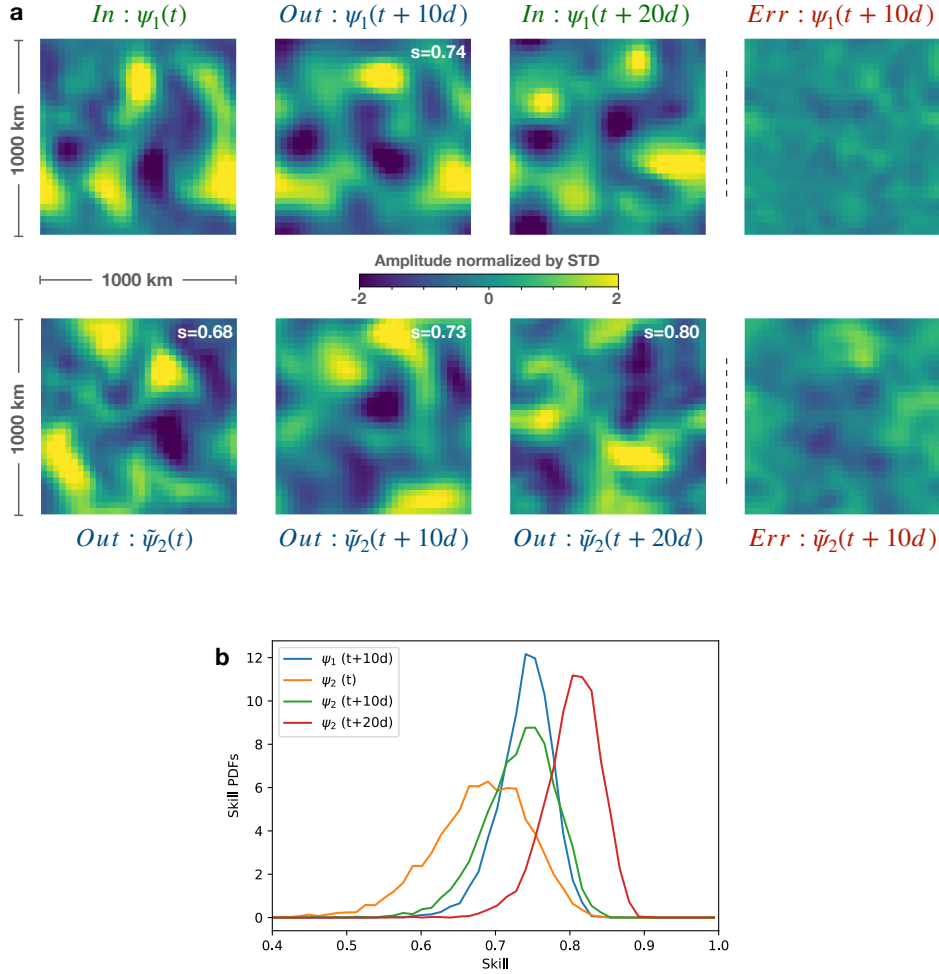 a
In : ψ₁(t)
Out : ψ₁(t + 10d)
In : ψ₁(t + 20d)
Err : ψ₁(t + 10d)
s=0.74
1000 km
1000 km
Amplitude normalized by STD
-2 0 2
1000 km
s=0.68
s=0.73
s=0.80
Out : ψ̃₂(t)
Out : ψ̃₂(t + 10d)
Out : ψ̃₂(t + 20d)
Err : ψ̃₂(t + 10d)
b
ψ₁ (t+10d)
ψ₂ (t)
ψ₂ (t+10d)
ψ₂ (t+20d)
Skill PDFs
12
10
8
6
4
2
0
0.4 0.5 0.6 0.7 0.8 0.9 1.0
Skill